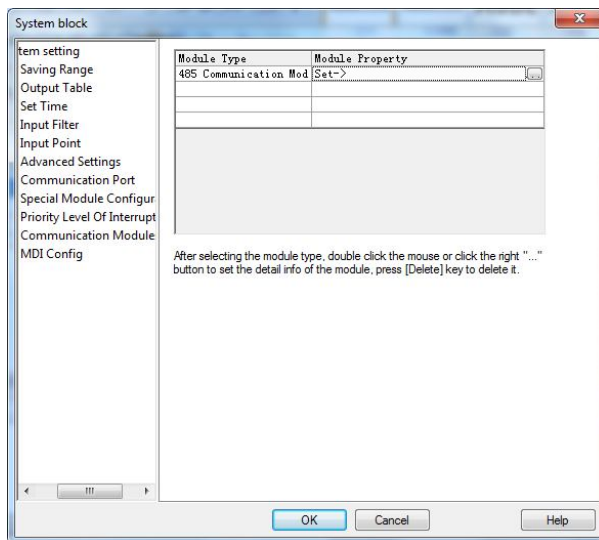 System block
tem setting
Saving Range
Output Table
Set Time
Input Filter
Input Point
Advanced Settings
Communication Port
Special Module Configur
Priority Level Of Interrupt
Communication Module
MDI Config
Module Type Module Property
485 Communication Mod Set-> ...
After selecting the module type, double click the mouse or click the right "..."
button to set the detail info of the module, press [Delete] key to delete it.
OK Cancel Help